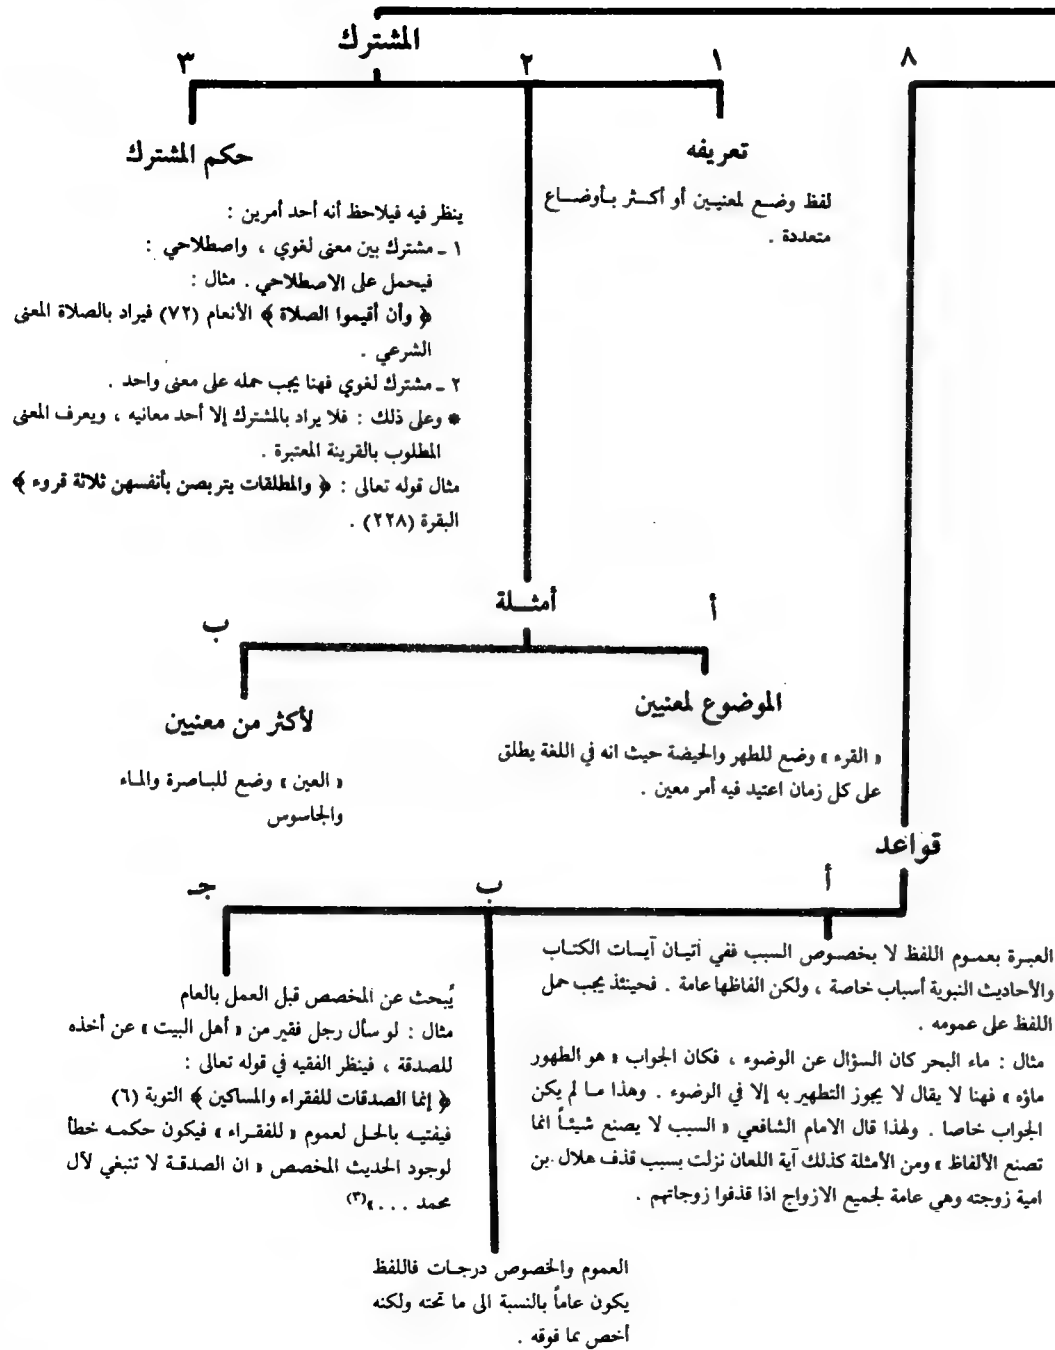 المشترك
٨
١
٢
٣
تعريفه
لفظ وضع لمعنيين أو أكثر بأوضاع
متعددة .
حكم المشترك
ينظر فيه فيلاحظ أنه أحد أمرين :
١ ـ مشترك بين معنى لغوي ، واصطلاحي :
فيحمل على الاصطلاحي . مثال :
﴿ وأن أقيموا الصلاة ﴾ الأنعام (٧٢) فيراد بالصلاة المعنى
الشرعي .
٢ ـ مشترك لغوي فهنا يجب حمله على معنى واحد .
* وعلى ذلك : فلا يراد بالمشترك إلا أحد معانيه ، ويعرف المعنى
المطلوب بالقرينة المعتبرة .
مثال قوله تعالى : ﴿ والمطلقات يتربصن بأنفسهن ثلاثة قروء ﴾
البقرة (٢٢٨) .
أمثلة
أ
ب
الموضوع لمعنيين
« القرء » وضع للطهر والحيضة حيث انه في اللغة يطلق
على كل زمان اعتيد فيه أمر معين .
لأكثر من معنيين
« العين » وضع للباصرة والماء
والجاسوس
قواعد
أ
ب
جـ
العبرة بعموم اللفظ لا بخصوص السبب ففي اتيان آيات الكتاب
والأحاديث النبوية أسباب خاصة ، ولكن الفاظها عامة . فحينئذ يجب حمل
اللفظ على عمومه .
مثال : ماء البحر كان السؤال عن الوضوء ، فكان الجواب « هو الطهور
ماؤه » فهنا لا يقال لا يجوز التطهير به إلا في الوضوء . وهذا ما لم يكن
الجواب خاصا . ولهذا قال الامام الشافعي « السبب لا يصنع شيئاً انما
تصنع الألفاظ » ومن الأمثلة كذلك آية اللعان نزلت بسبب قذف هلال بن
امية زوجته وهي عامة لجميع الازواج اذا قذفوا زوجاتهم .
يُبحث عن المخصص قبل العمل بالعام
مثال : لو سأل رجل فقير من « أهل البيت » عن أخذه
للصدقة ، فينظر الفقيه في قوله تعالى :
﴿ إنما الصدقات للفقراء والمساكين ﴾ التوبة (٦)
فيفتيه بالحل لعموم « للفقراء » فيكون حكمه خطأ
لوجود الحديث المخصص « ان الصدقة لا تنبغي لآل
محمد . . . »(٣)
العموم والخصوص درجات فاللفظ
يكون عاماً بالنسبة الى ما تحته ولكنه
أخص مما فوقه .